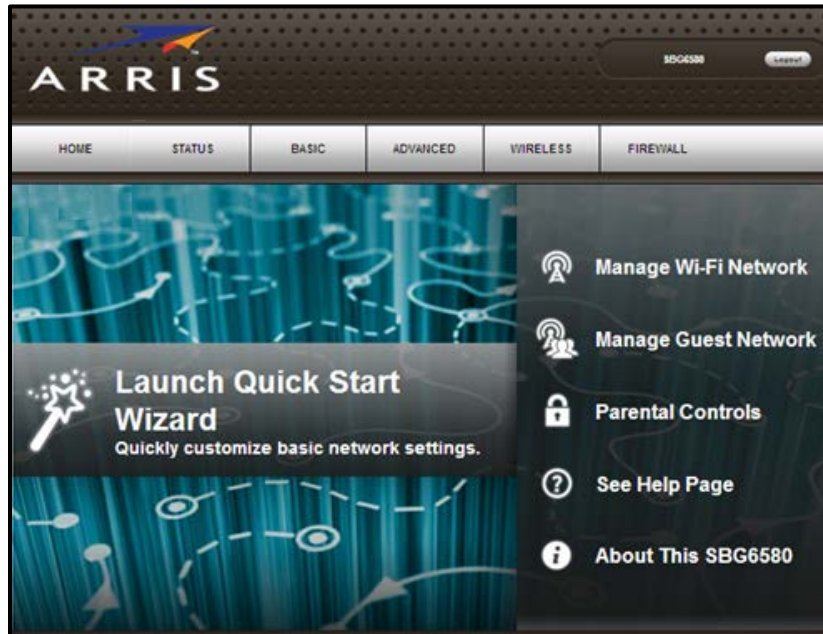 ARRIS
SBG6580
Logout
HOME STATUS BASIC ADVANCED WIRELESS FIREWALL
Launch Quick Start
Wizard
Quickly customize basic network settings.
Manage Wi-Fi Network
Manage Guest Network
Parental Controls
See Help Page
About This SBG6580